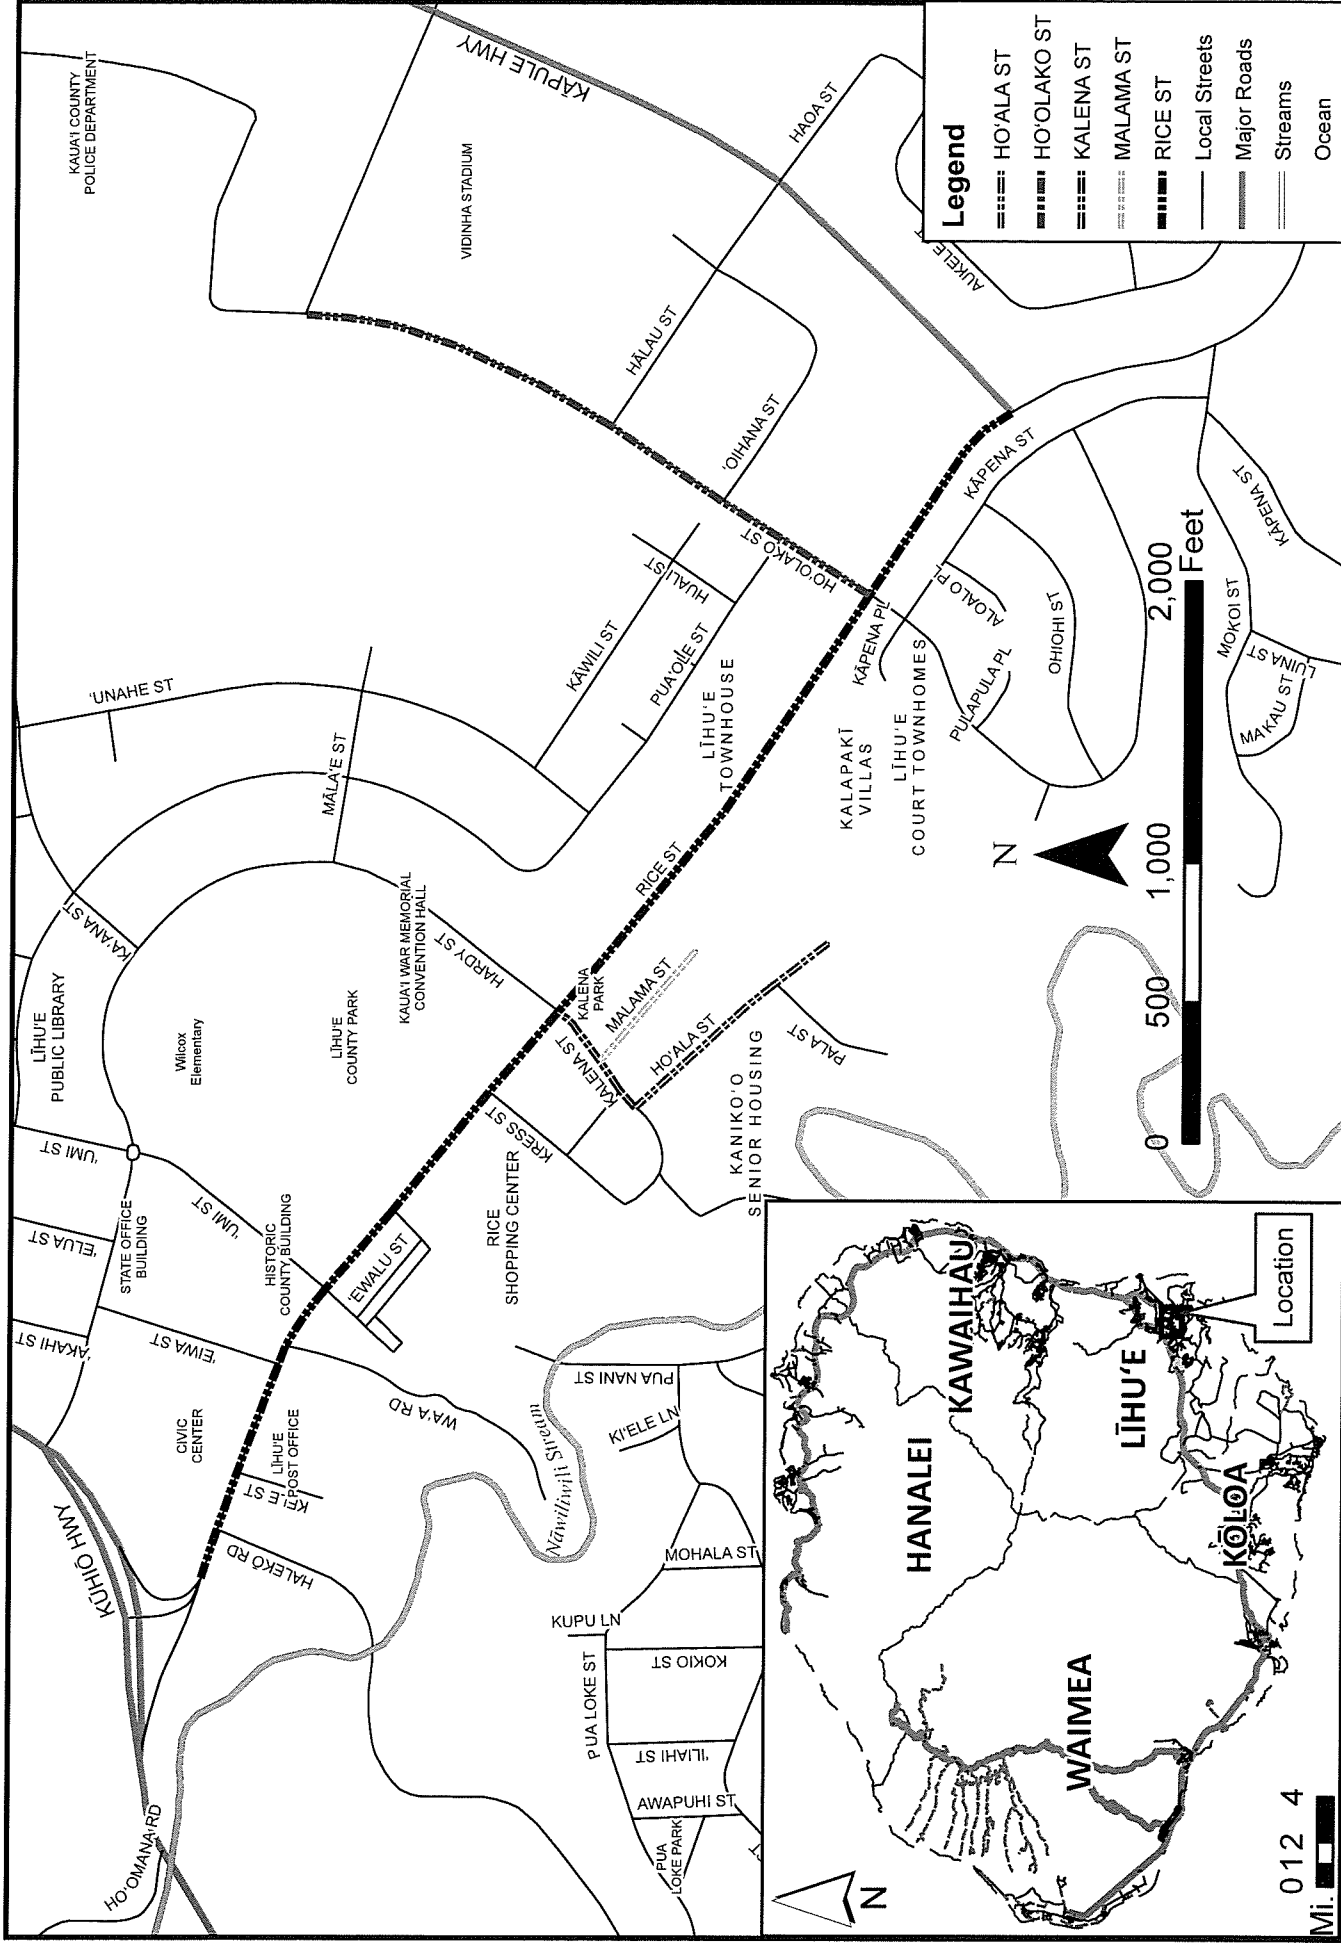 KAUA'I COUNTY
POLICE DEPARTMENT
KĀPULE HWY
VIDINHA STADIUM
HAOA ST
HĀLAU ST
'OIHANA ST
HO'OLAKO ST
HUALI ST
KĀWILI ST
PUA'OLE ST
'UNAHE ST
MĀLA'E ST
KA'ANA ST
HARDY ST
KAUA'I WAR MEMORIAL
CONVENTION HALL
LĪHU'E
PUBLIC LIBRARY
Wilcox
Elementary
LĪHU'E
COUNTY PARK
'UMI ST
'UMI ST
'ELUA ST
STATE OFFICE
BUILDING
HISTORIC
COUNTY BUILDING
'AKAHI ST
'EIWA ST
CIVIC
CENTER
LĪHU'E
POST OFFICE
KELE ST
HALEKŌ RD
KŪHIŌ HWY
HO'OMANA RD
WA'A RD
'EWALU ST
RICE
SHOPPING CENTER
KRESS ST
KALENA ST
KALENA
PARK
MALAMA ST
HO'ALA ST
PALA ST
KANIKO'O
SENIOR HOUSING
RICE ST
LĪHU'E
TOWNHOUSE
KALAPAKĪ
VILLAS
LĪHU'E
COURT TOWNHOMES
KĀPENA PL
KĀPENA ST
ALOALO PL
PULAPULA PL
OHIOHI ST
KĀPENA ST
MOKOI ST
LUINA ST
MAKAU ST
AUKELE ST
Nāwiliwili Stream
PUA NANI ST
KI'ELE LN
MOHALA ST
KUPU LN
KOKIO ST
PUA LOKE ST
'ILIAHI ST
AWAPUHI ST
PUA
LOKE PARK
N
0 500 1,000 2,000
Feet
Legend
HO'ALA ST
HO'OLAKO ST
KALENA ST
MALAMA ST
RICE ST
Local Streets
Major Roads
Streams
Ocean
N
HANALEI
KAWAIHAU
LĪHU'E
KŌLOA
WAIMEA
Location
0 1 2 4
Mi.